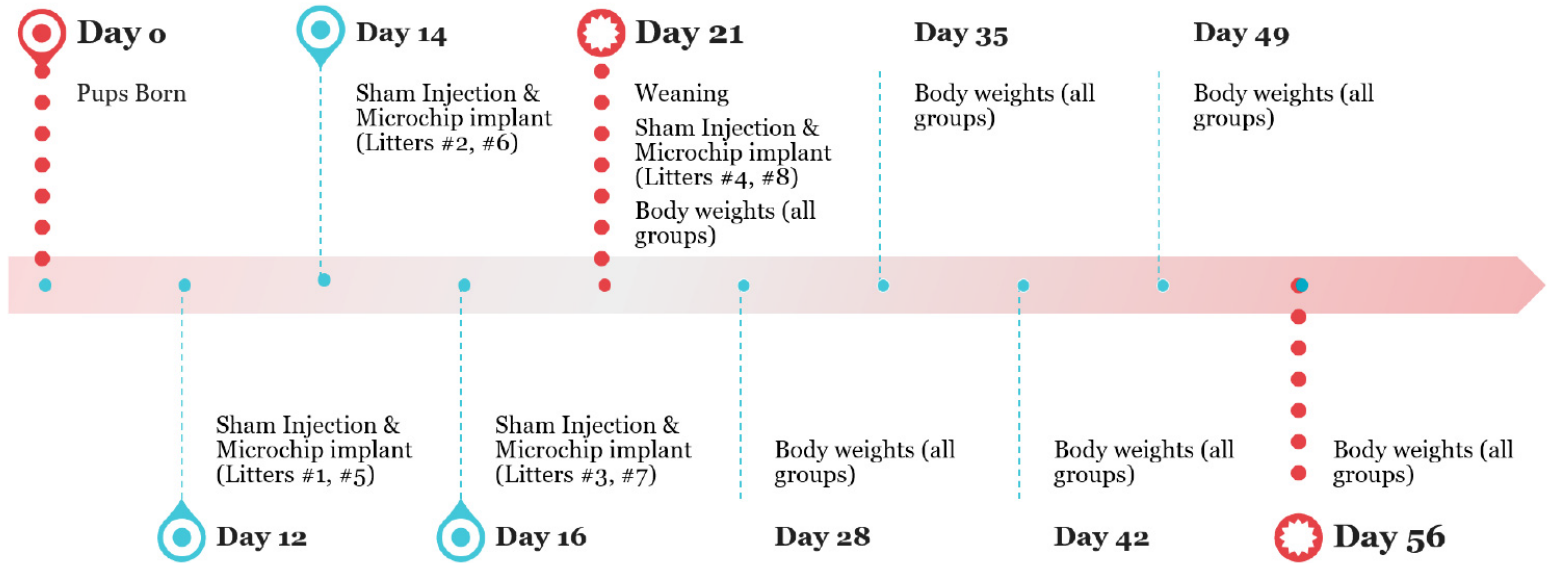 Day 0
Pups Born
Day 14
Sham Injection &
Microchip implant
(Litters #2, #6)
Day 21
Weaning
Sham Injection &
Microchip implant
(Litters #4, #8)
Body weights (all
groups)
Day 35
Body weights (all
groups)
Day 49
Body weights (all
groups)
Sham Injection &
Microchip implant
(Litters #1, #5)
Day 12
Sham Injection &
Microchip implant
(Litters #3, #7)
Day 16
Body weights (all
groups)
Day 28
Body weights (all
groups)
Day 42
Body weights (all
groups)
Day 56